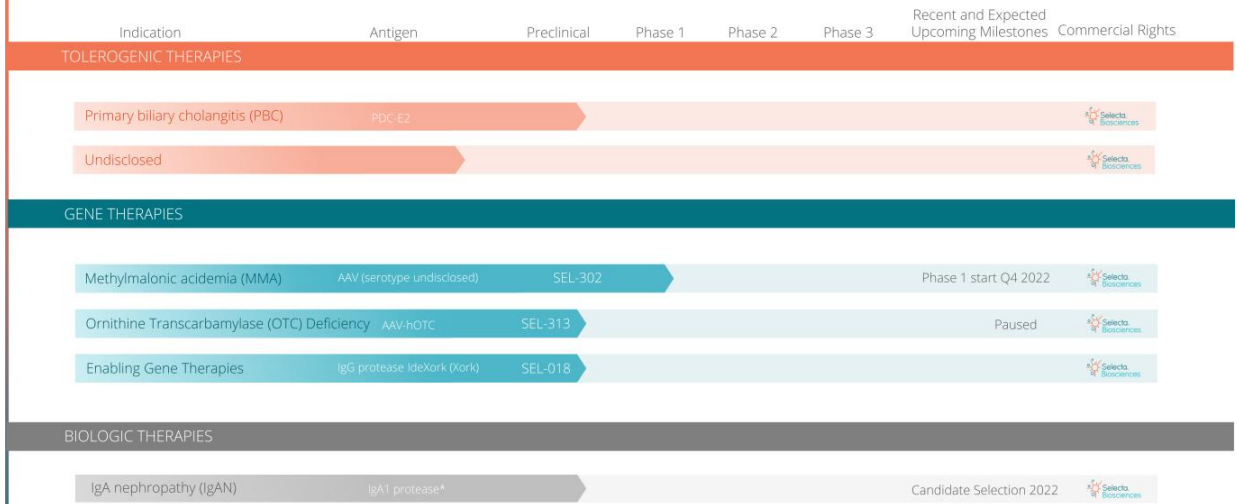 Indication Antigen Preclinical Phase 1 Phase 2 Phase 3 Recent and Expected Upcoming Milestones Commercial Rights
TOLEROGENIC THERAPIES
Primary biliary cholangitis (PBC) PDC-E2 Selecta Biosciences
Undisclosed Selecta Biosciences
GENE THERAPIES
Methylmalonic acidemia (MMA) AAV (serotype undisclosed) SEL-302 Phase 1 start Q4 2022 Selecta Biosciences
Ornithine Transcarbamylase (OTC) Deficiency AAV-hOTC SEL-313 Paused Selecta Biosciences
Enabling Gene Therapies IgG protease IdeXork (Xork) SEL-018 Selecta Biosciences
BIOLOGIC THERAPIES
IgA nephropathy (IgAN) IgA1 protease* Candidate Selection 2022 Selecta Biosciences